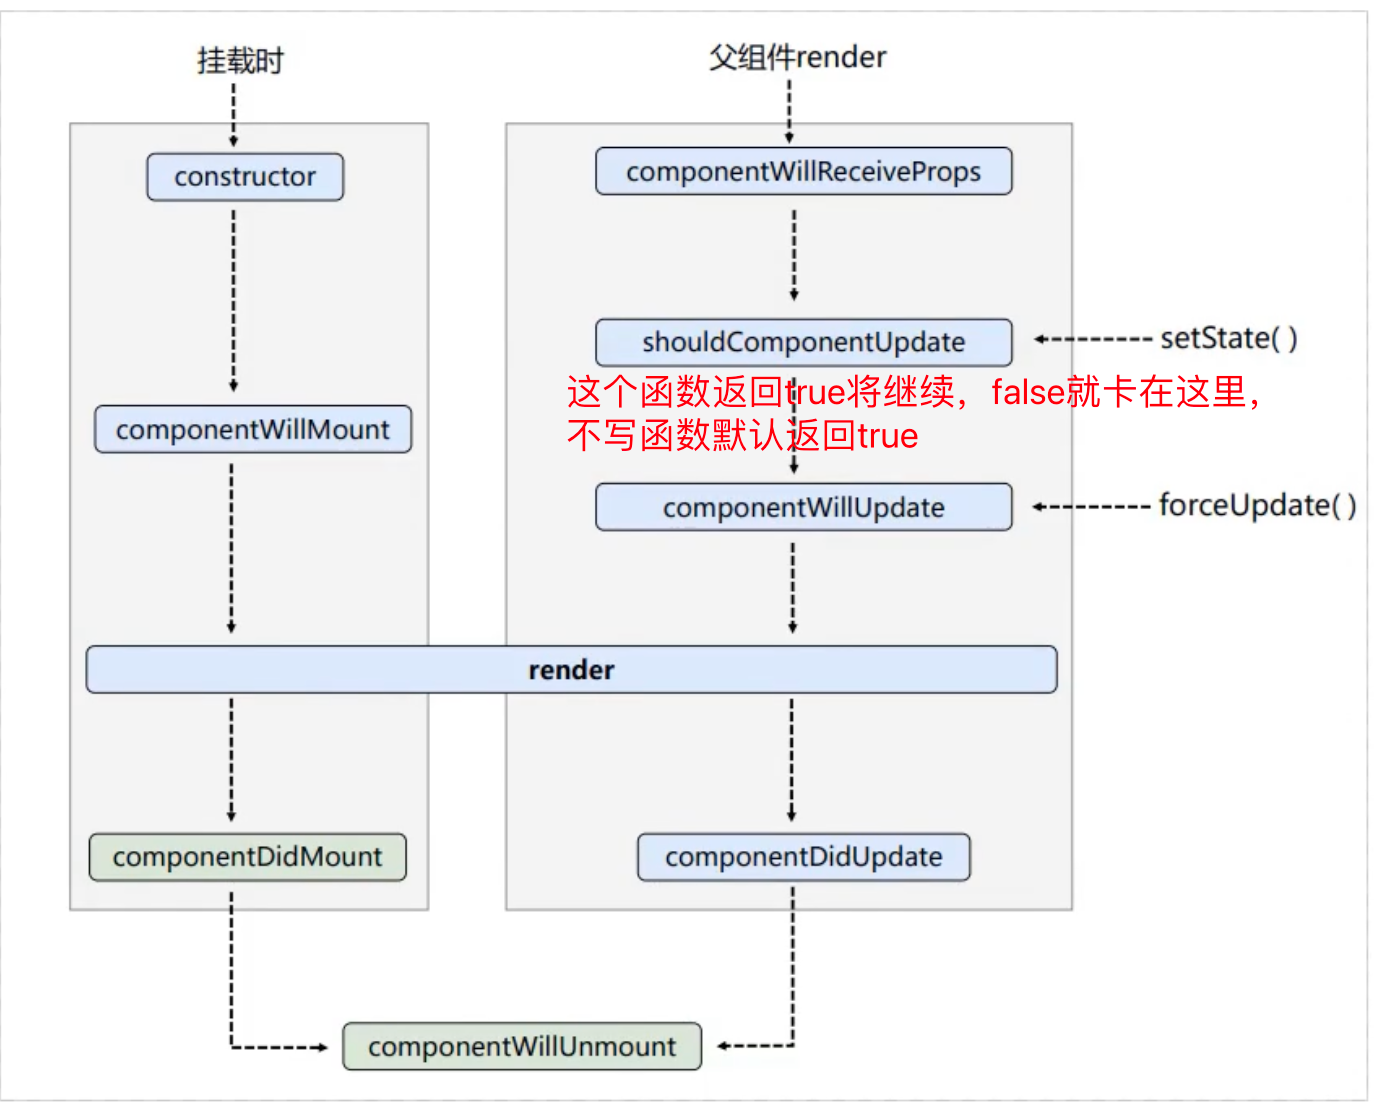 挂载时
父组件render
constructor
componentWillReceiveProps
shouldComponentUpdate
setState( )
这个函数返回true将继续，false就卡在这里，
不写函数默认返回true
componentWillMount
componentWillUpdate
forceUpdate( )
render
componentDidMount
componentDidUpdate
componentWillUnmount